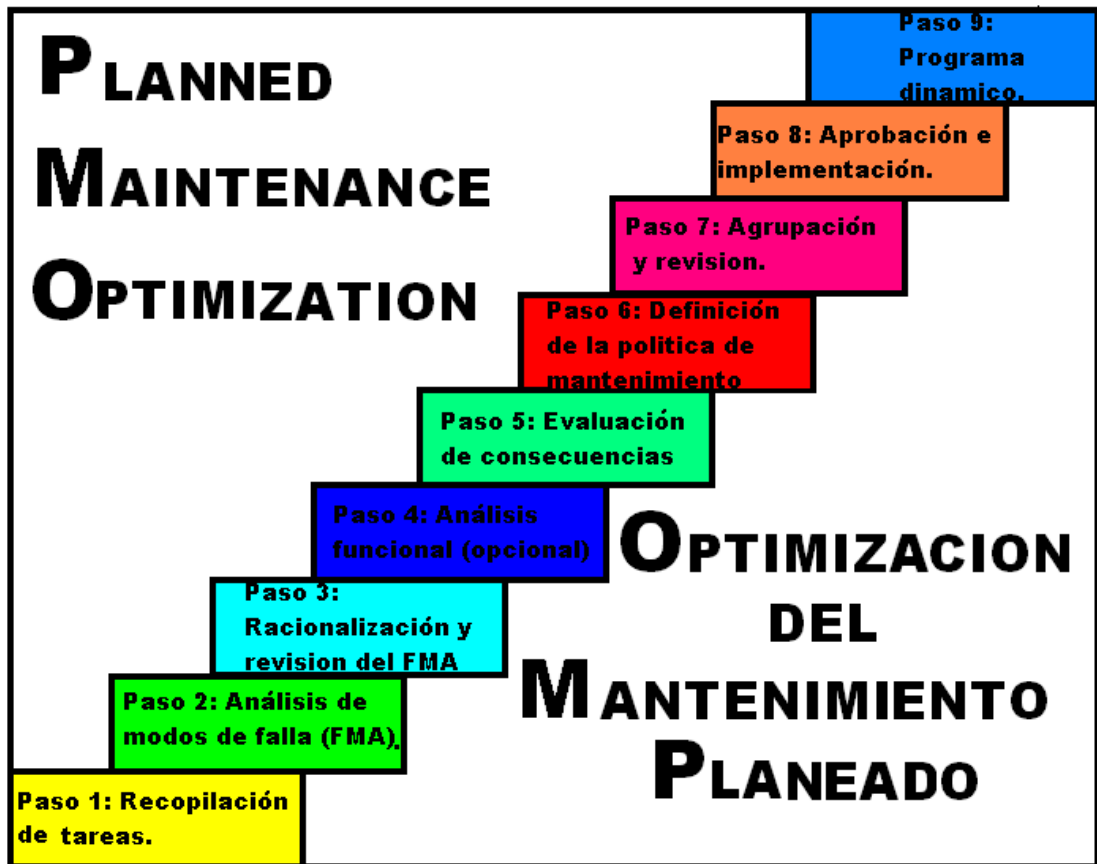 PLANNED
MAINTENANCE
OPTIMIZATION
Paso 9:
Programa
dinamico.
Paso 8: Aprobación e
implementación.
Paso 7: Agrupación
y revision.
Paso 6: Definición
de la politica de
mantenimiento
Paso 5: Evaluación
de consecuencias
Paso 4: Análisis
funcional (opcional)
Paso 3:
Racionalización y
revision del FMA
Paso 2: Análisis de
modos de falla (FMA).
Paso 1: Recopilación
de tareas.
OPTIMIZACION
DEL
MANTENIMIENTO
PLANEADO